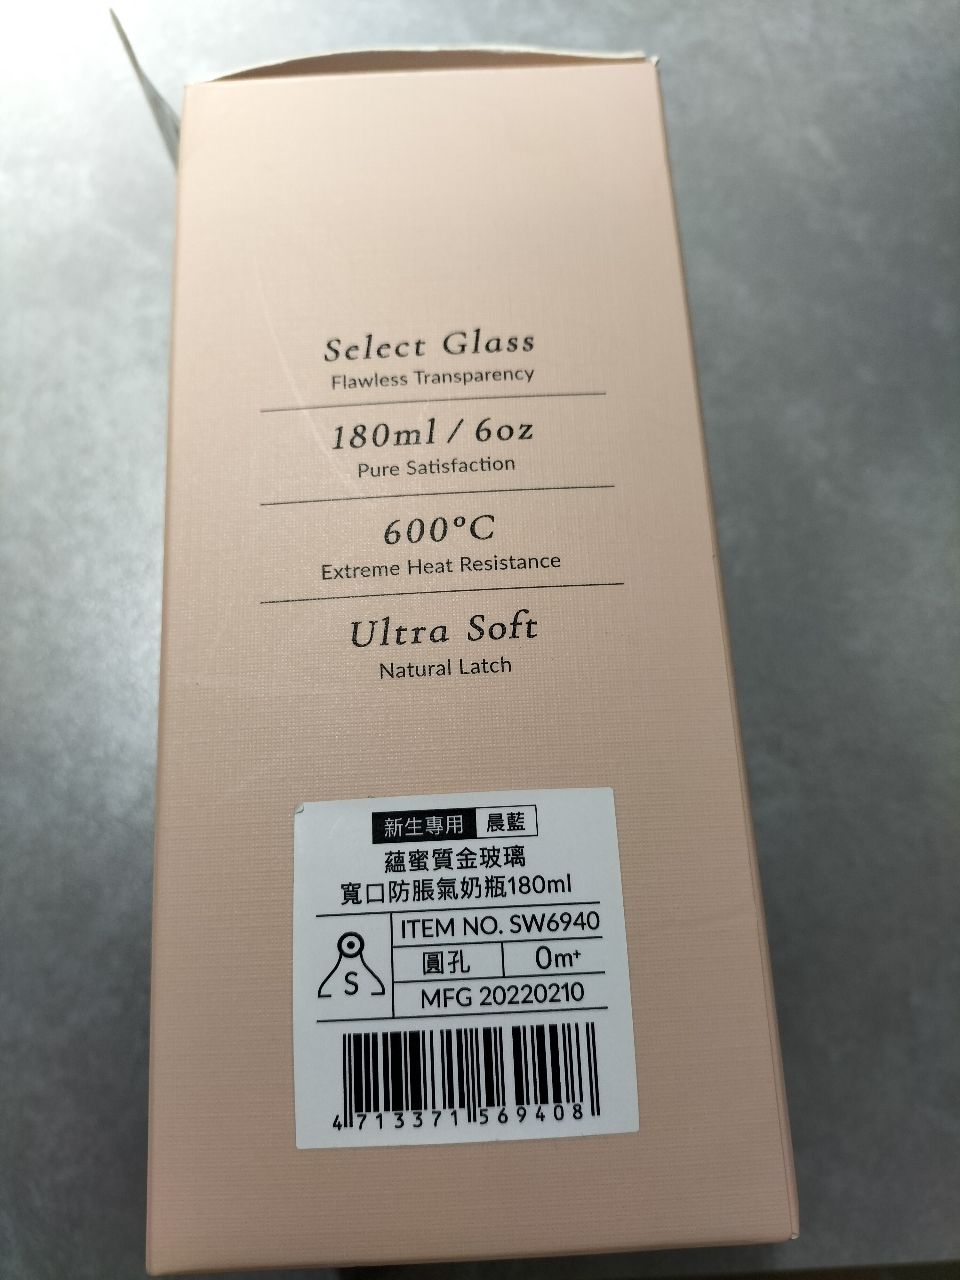 Select Glass
Flawless Transparency
180ml / 6oz
Pure Satisfaction
600°C
Extreme Heat Resistance
Ultra Soft
Natural Latch
新生專用 晨藍
蘊蜜質金玻璃
寬口防脹氣奶瓶180ml
ITEM NO. SW6940
S
圓孔 0m⁺
MFG 20220210
4713371569408